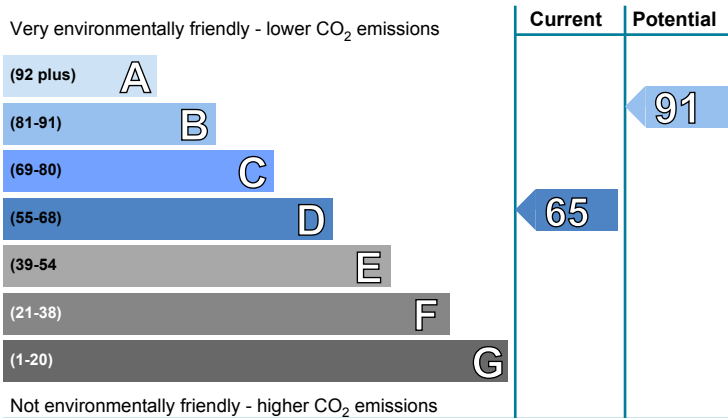 Very environmentally friendly - lower CO2 emissions
Current
Potential
(92 plus) A
(81-91) B
91
(69-80) C
(55-68) D
65
(39-54 E
(21-38) F
(1-20) G
Not environmentally friendly - higher CO2 emissions